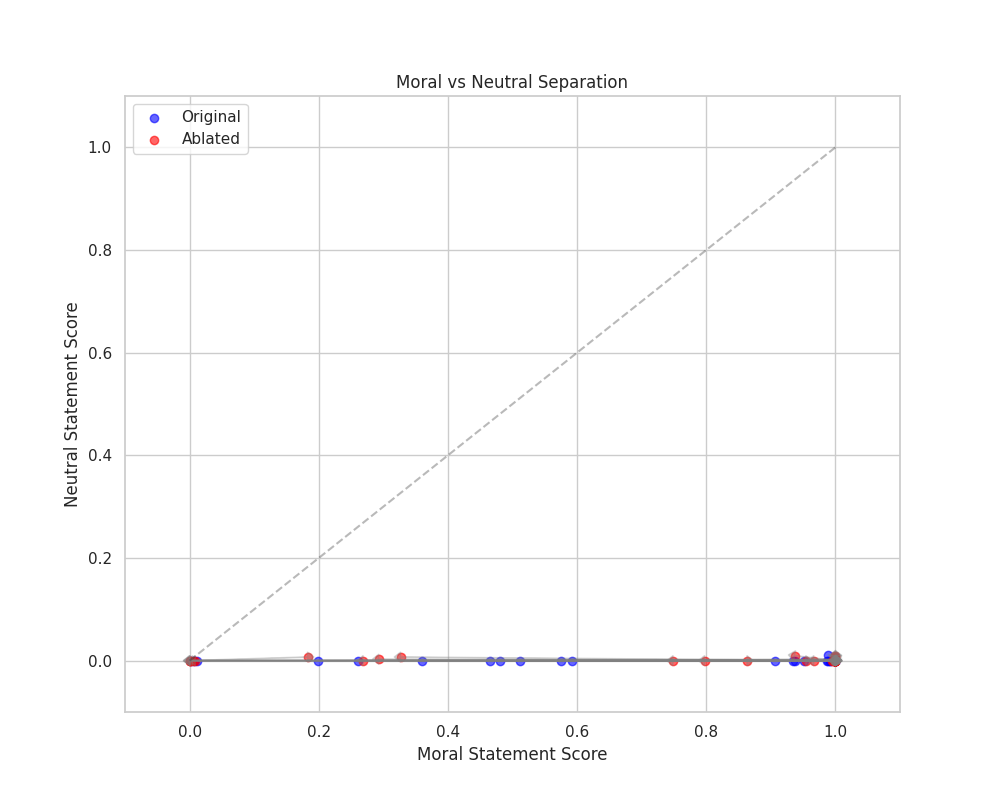 Moral vs Neutral Separation
Original
Ablated
Neutral Statement Score
1.0
0.8
0.6
0.4
0.2
0.0
0.0 0.2 0.4 0.6 0.8 1.0
Moral Statement Score